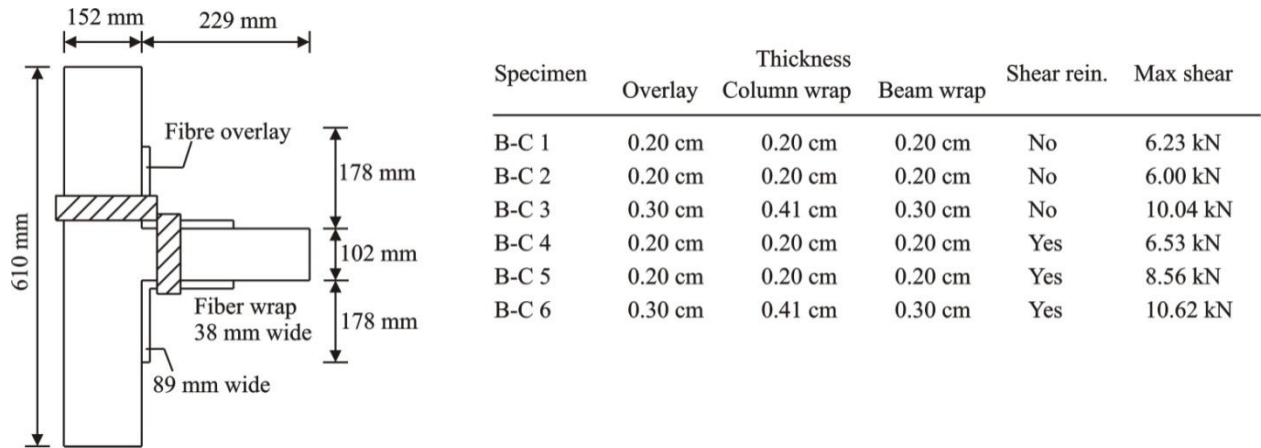 152 mm
229 mm
Fibre overlay
178 mm
610 mm
102 mm
Fiber wrap
38 mm wide
178 mm
89 mm wide
Specimen Thickness Shear rein. Max shear
Overlay Column wrap Beam wrap
B-C 1 0.20 cm 0.20 cm 0.20 cm No 6.23 kN
B-C 2 0.20 cm 0.20 cm 0.20 cm No 6.00 kN
B-C 3 0.30 cm 0.41 cm 0.30 cm No 10.04 kN
B-C 4 0.20 cm 0.20 cm 0.20 cm Yes 6.53 kN
B-C 5 0.20 cm 0.20 cm 0.20 cm Yes 8.56 kN
B-C 6 0.30 cm 0.41 cm 0.30 cm Yes 10.62 kN